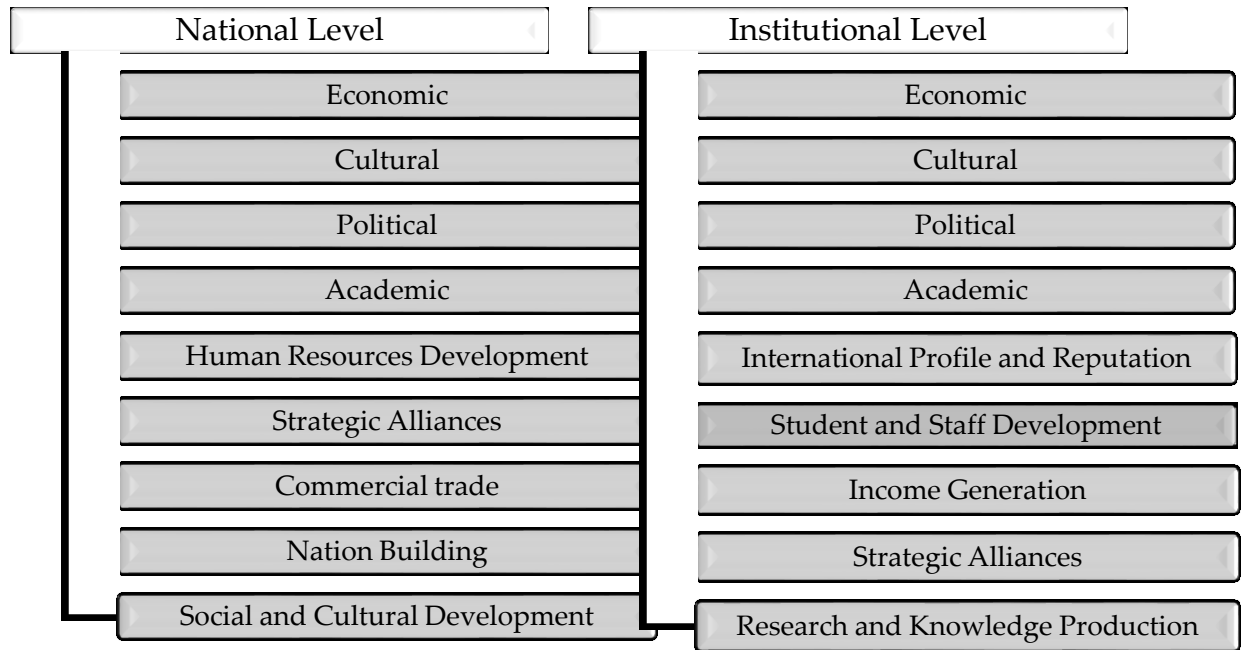 National Level
Economic
Cultural
Political
Academic
Human Resources Development
Strategic Alliances
Commercial trade
Nation Building
Social and Cultural Development
Institutional Level
Economic
Cultural
Political
Academic
International Profile and Reputation
Student and Staff Development
Income Generation
Strategic Alliances
Research and Knowledge Production